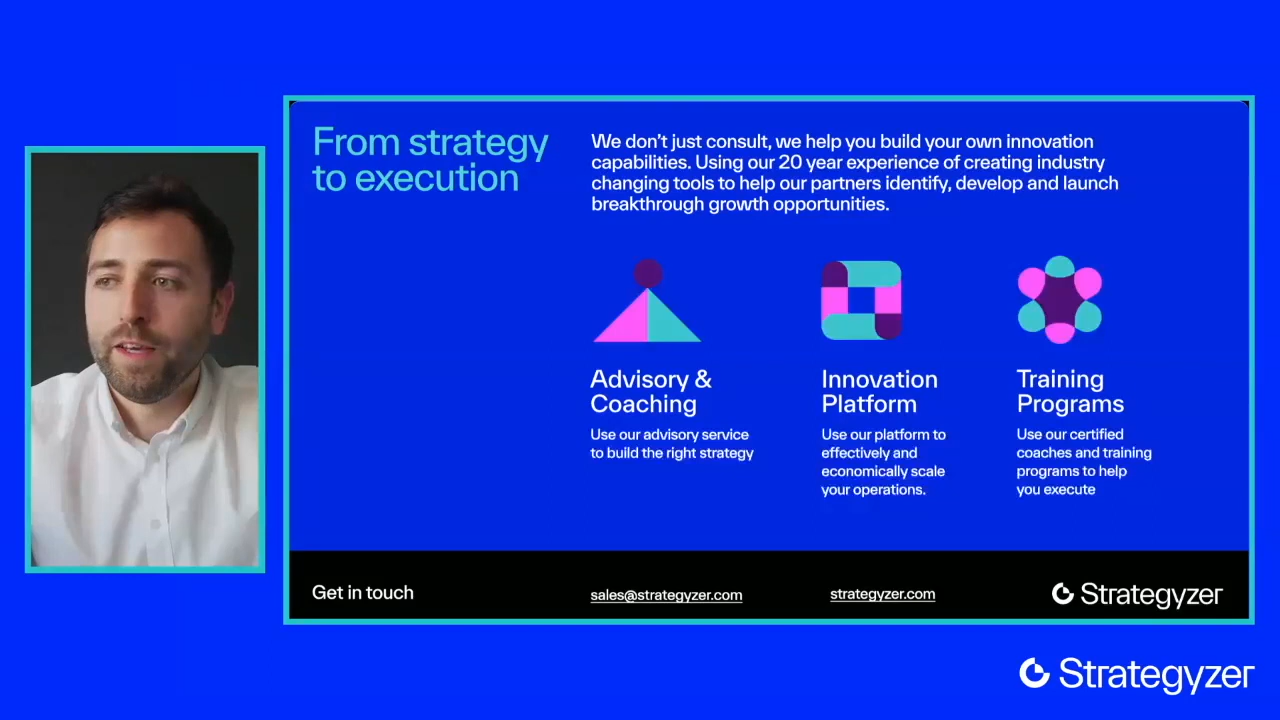 From strategy
to execution
We don't just consult, we help you build your own innovation
capabilities. Using our 20 year experience of creating industry
changing tools to help our partners identify, develop and launch
breakthrough growth opportunities.
Advisory &
Coaching
Use our advisory service
to build the right strategy
Innovation
Platform
Use our platform to
effectively and
economically scale
your operations.
Training
Programs
Use our certified
coaches and training
programs to help
you execute
Get in touch
sales@strategyzer.com
strategyzer.com
Strategyzer
Strategyzer